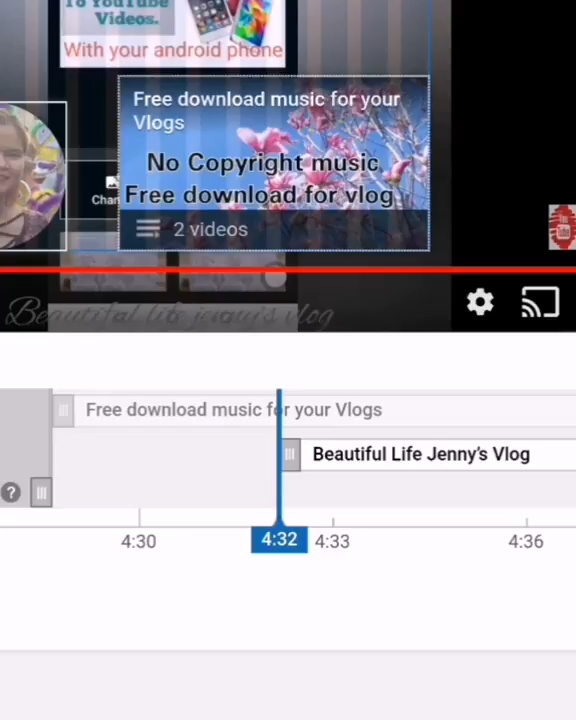 To YouTube
Videos.
With your android phone
Free download music for your
Vlogs
No Copyright music
Free download for vlog
2 videos
Beautiful life jenny's vlog
Free download music for your Vlogs
Beautiful Life Jenny's Vlog
?
4:30
4:32
4:33
4:36